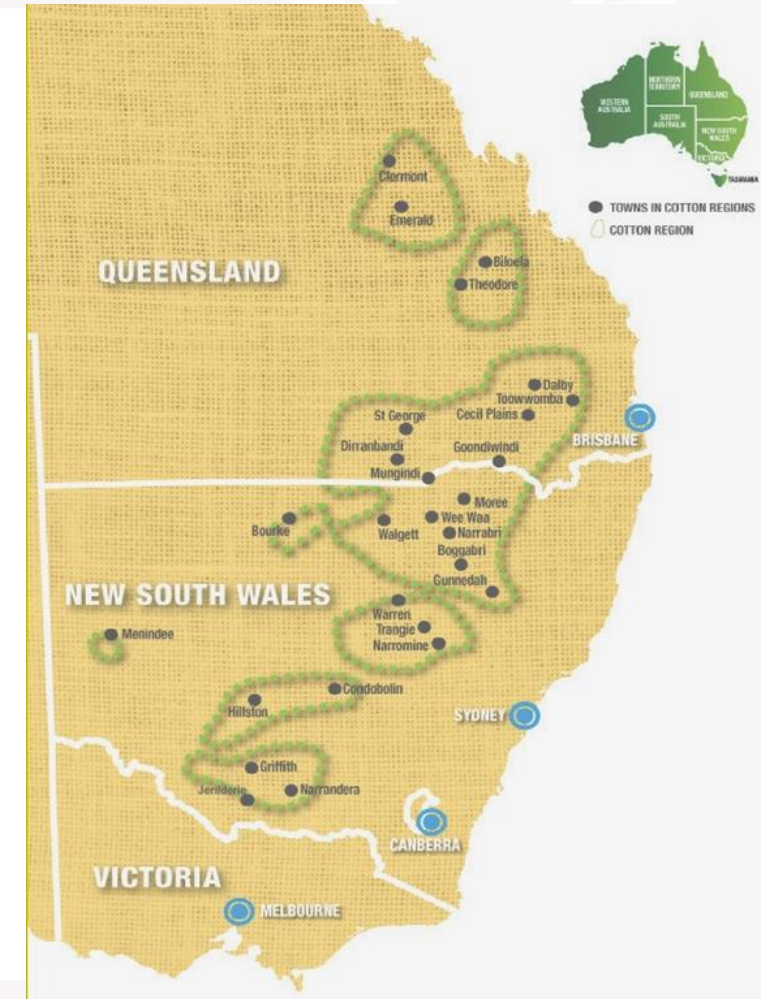 WESTERN
AUSTRALIA
NORTHERN
TERRITORY
QUEENSLAND
SOUTH
AUSTRALIA
NEW SOUTH
WALES
VICTORIA
TASMANIA
TOWNS IN COTTON REGIONS
COTTON REGION
Clermont
Emerald
QUEENSLAND
Biloela
Theodore
Dalby
Toowwomba
St George
Cecil Plains
Dirranbandi
Goondiwindi
BRISBANE
Mungindi
Moree
Bourke
Walgett
Wee Waa
Narrabri
Boggabri
Gunnedah
NEW SOUTH WALES
Warren
Trangie
Narromine
Menindee
Condobolin
Hillston
SYDNEY
Griffith
Jerilderie
Narrandera
CANBERRA
VICTORIA
MELBOURNE